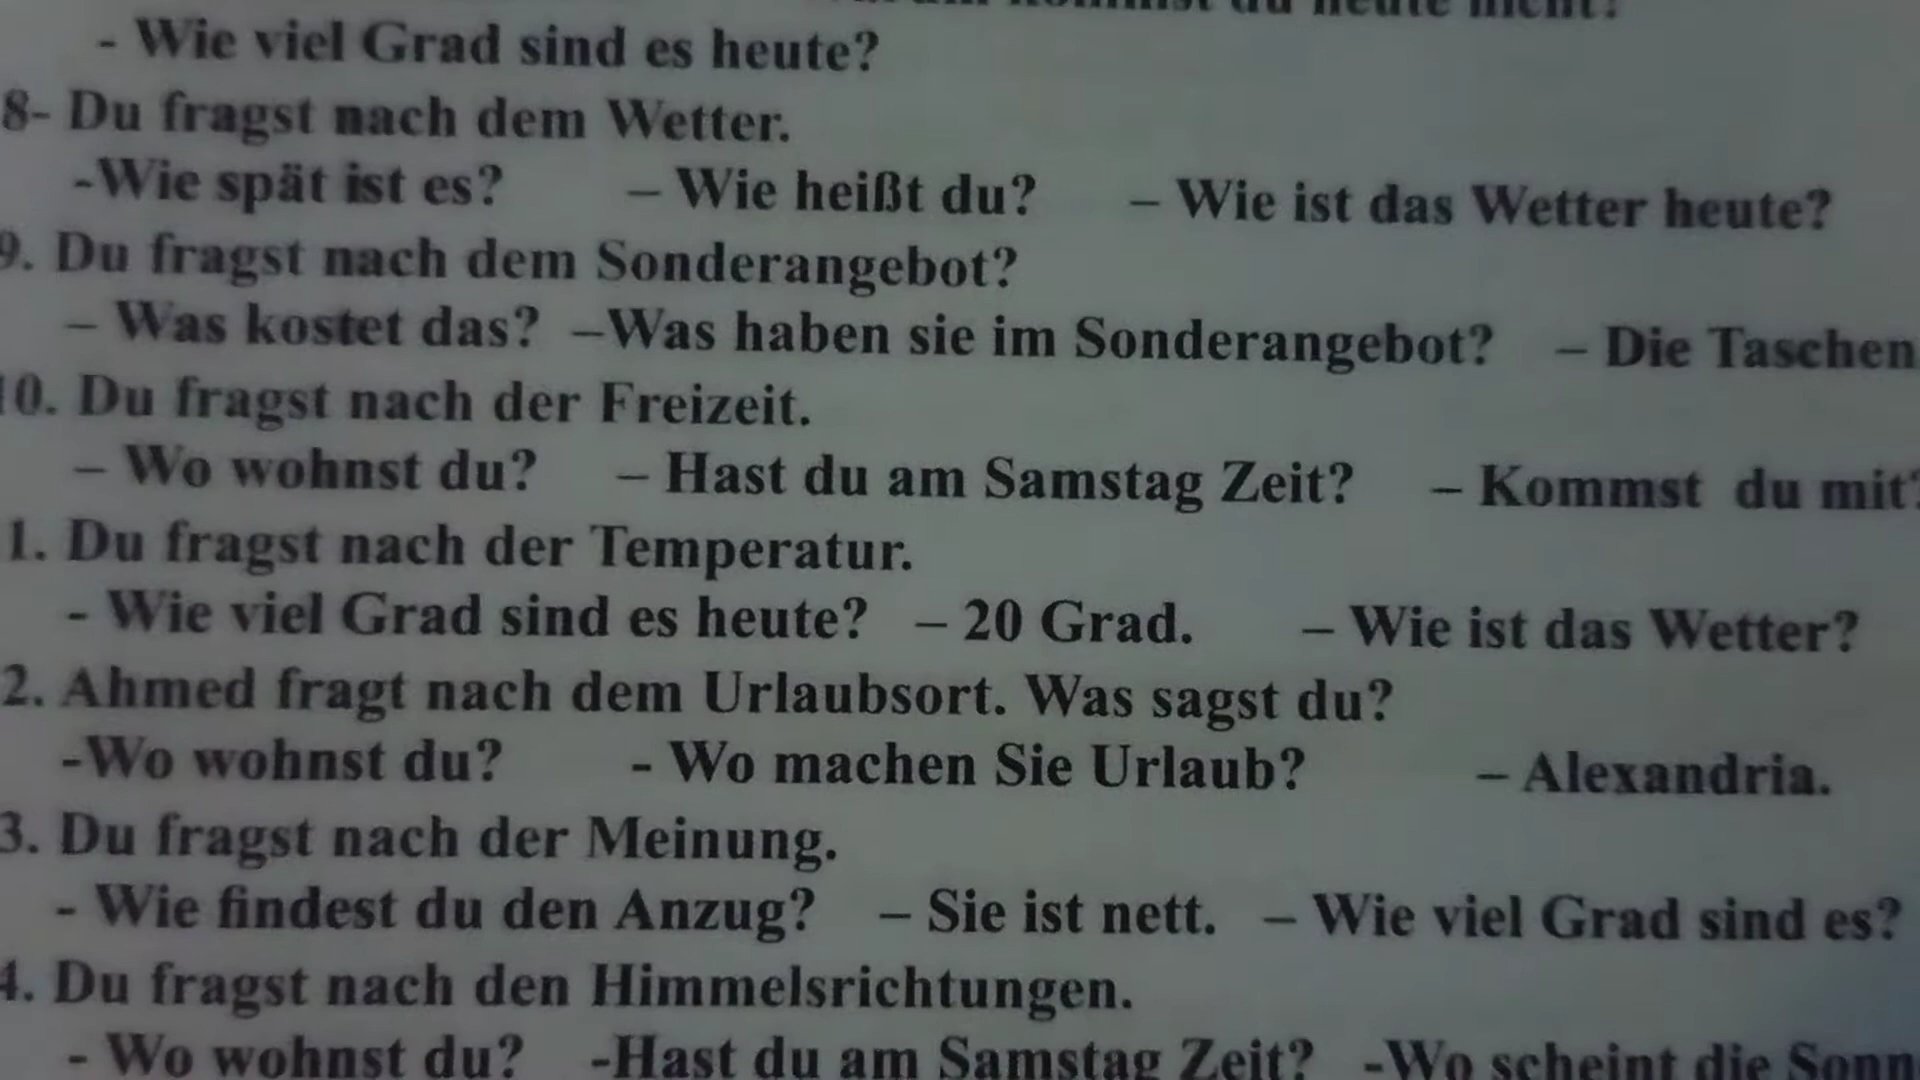 kommst du heute nicht?
- Wie viel Grad sind es heute?
8- Du fragst nach dem Wetter.
-Wie spät ist es? – Wie heißt du? – Wie ist das Wetter heute?
9. Du fragst nach dem Sonderangebot?
– Was kostet das? –Was haben sie im Sonderangebot? – Die Taschen
10. Du fragst nach der Freizeit.
– Wo wohnst du? – Hast du am Samstag Zeit? – Kommst du mit?
1. Du fragst nach der Temperatur.
- Wie viel Grad sind es heute? – 20 Grad. – Wie ist das Wetter?
2. Ahmed fragt nach dem Urlaubsort. Was sagst du?
-Wo wohnst du? - Wo machen Sie Urlaub? – Alexandria.
3. Du fragst nach der Meinung.
- Wie findest du den Anzug? – Sie ist nett. – Wie viel Grad sind es?
4. Du fragst nach den Himmelsrichtungen.
- Wo wohnst du? -Hast du am Samstag Zeit? -Wo scheint die Sonn